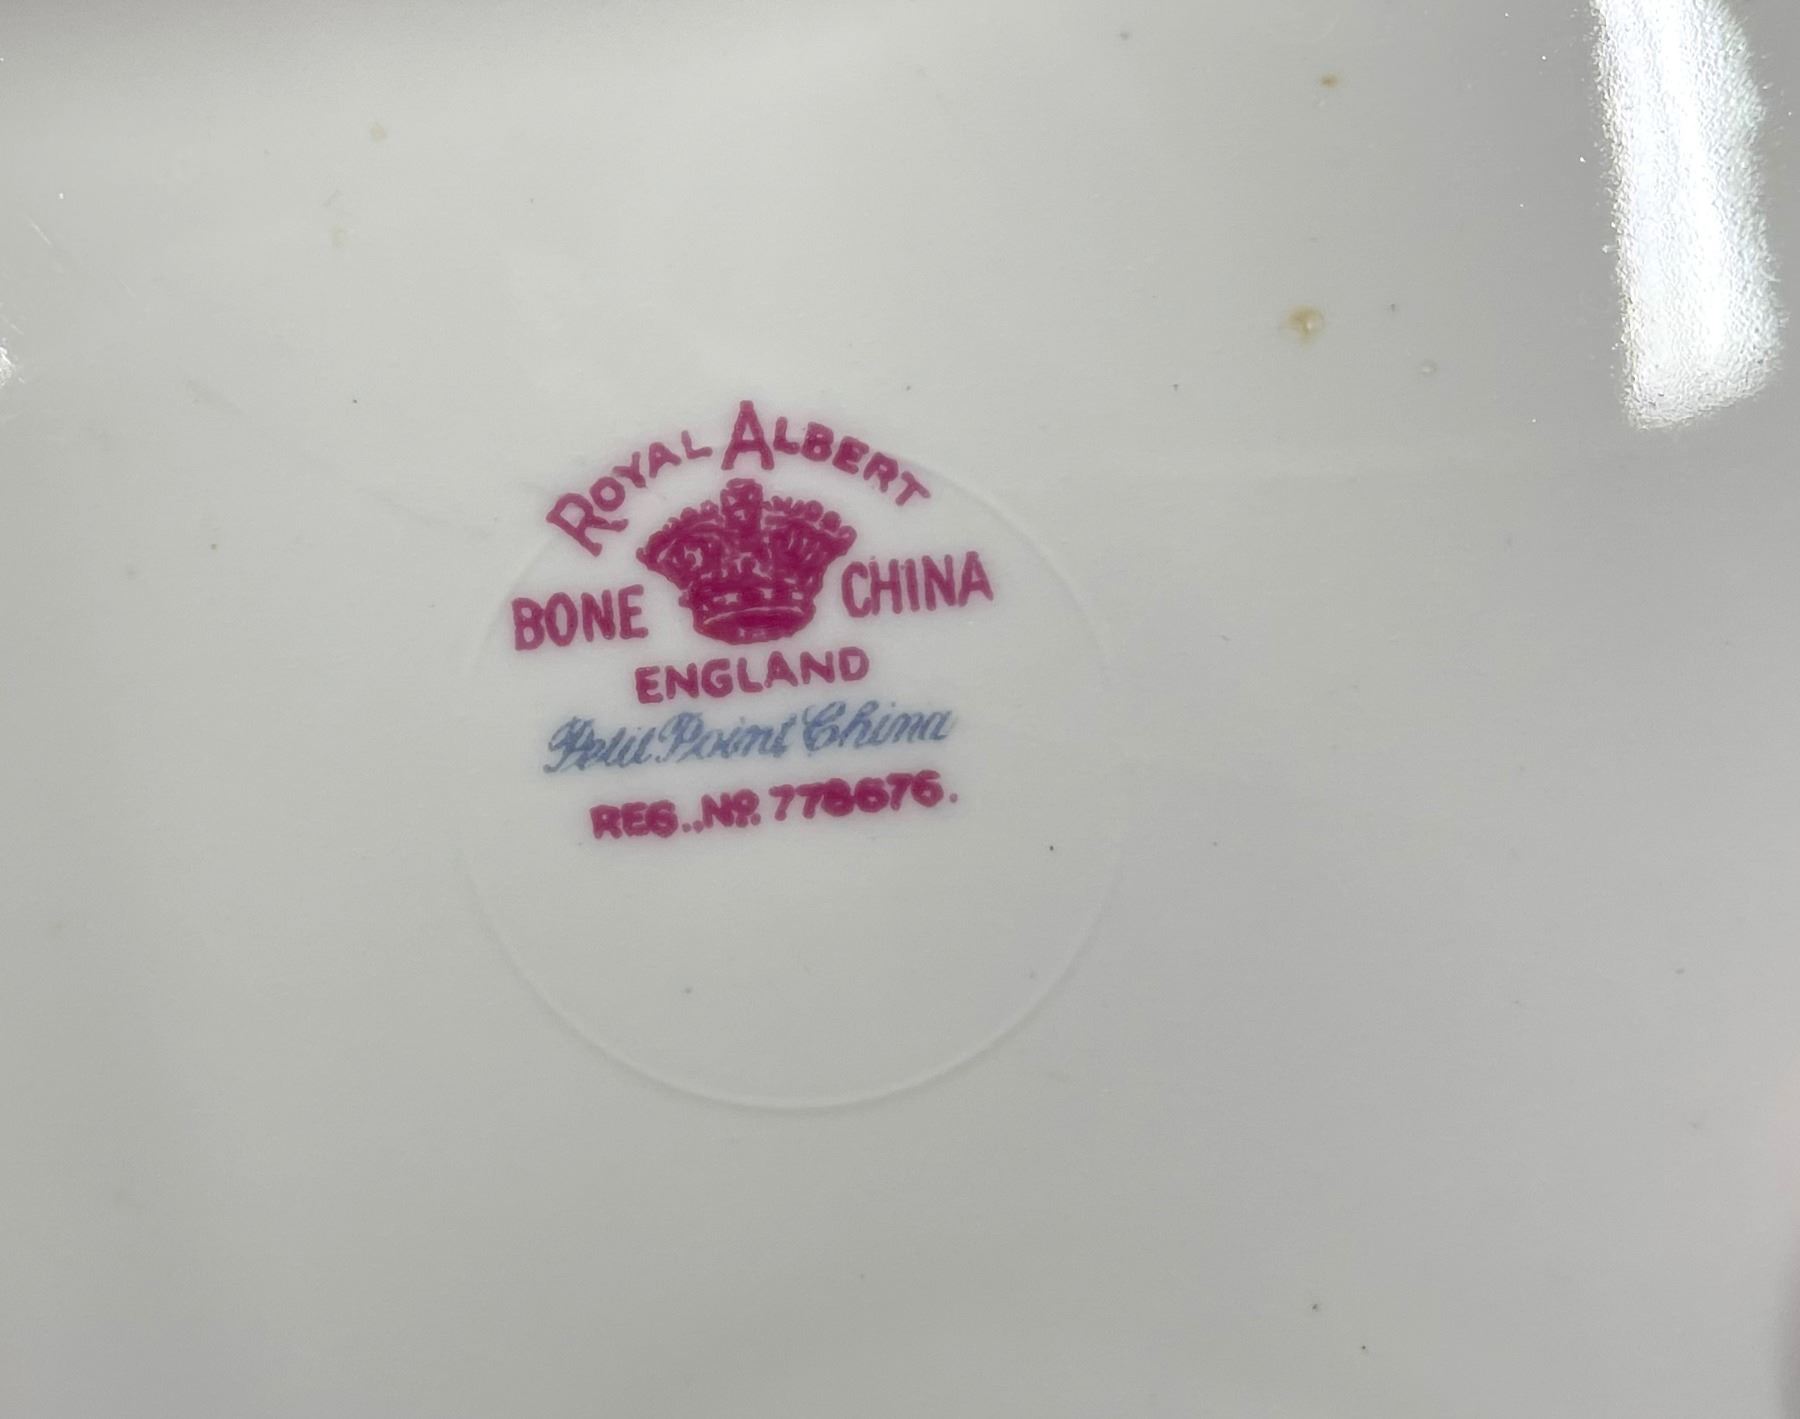 ROYAL ALBERT
BONE CHINA
ENGLAND
Petit Point China
REG., No. 778676.